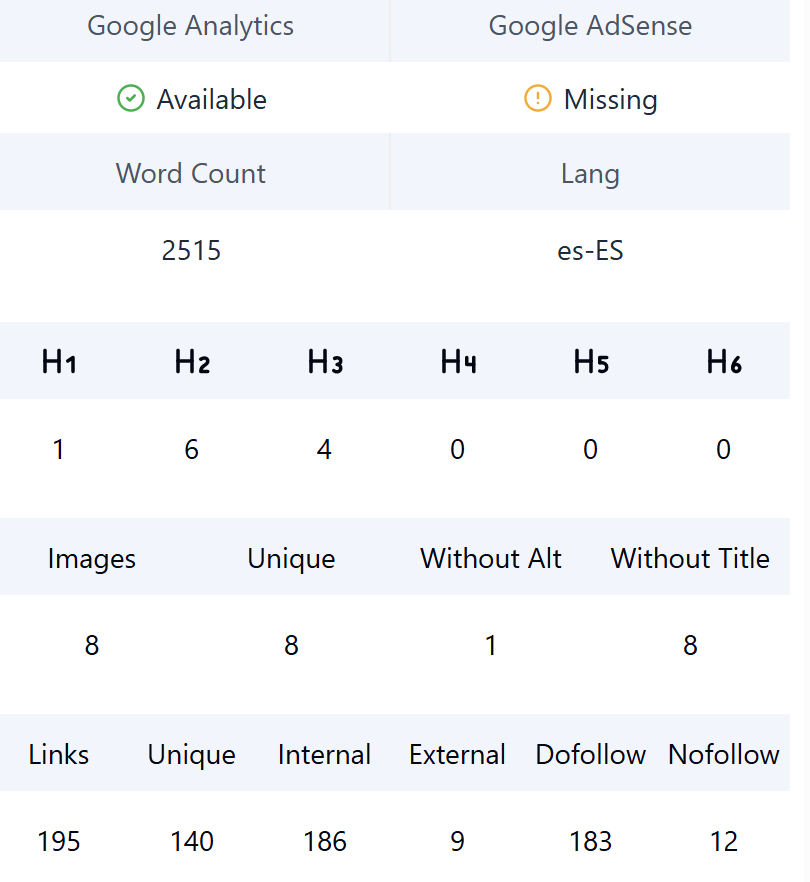 Google Analytics Google AdSense
Available Missing
Word Count Lang
2515 es-ES
H1 H2 H3 H4 H5 H6
1 6 4 0 0 0
Images Unique Without Alt Without Title
8 8 1 8
Links Unique Internal External Dofollow Nofollow
195 140 186 9 183 12